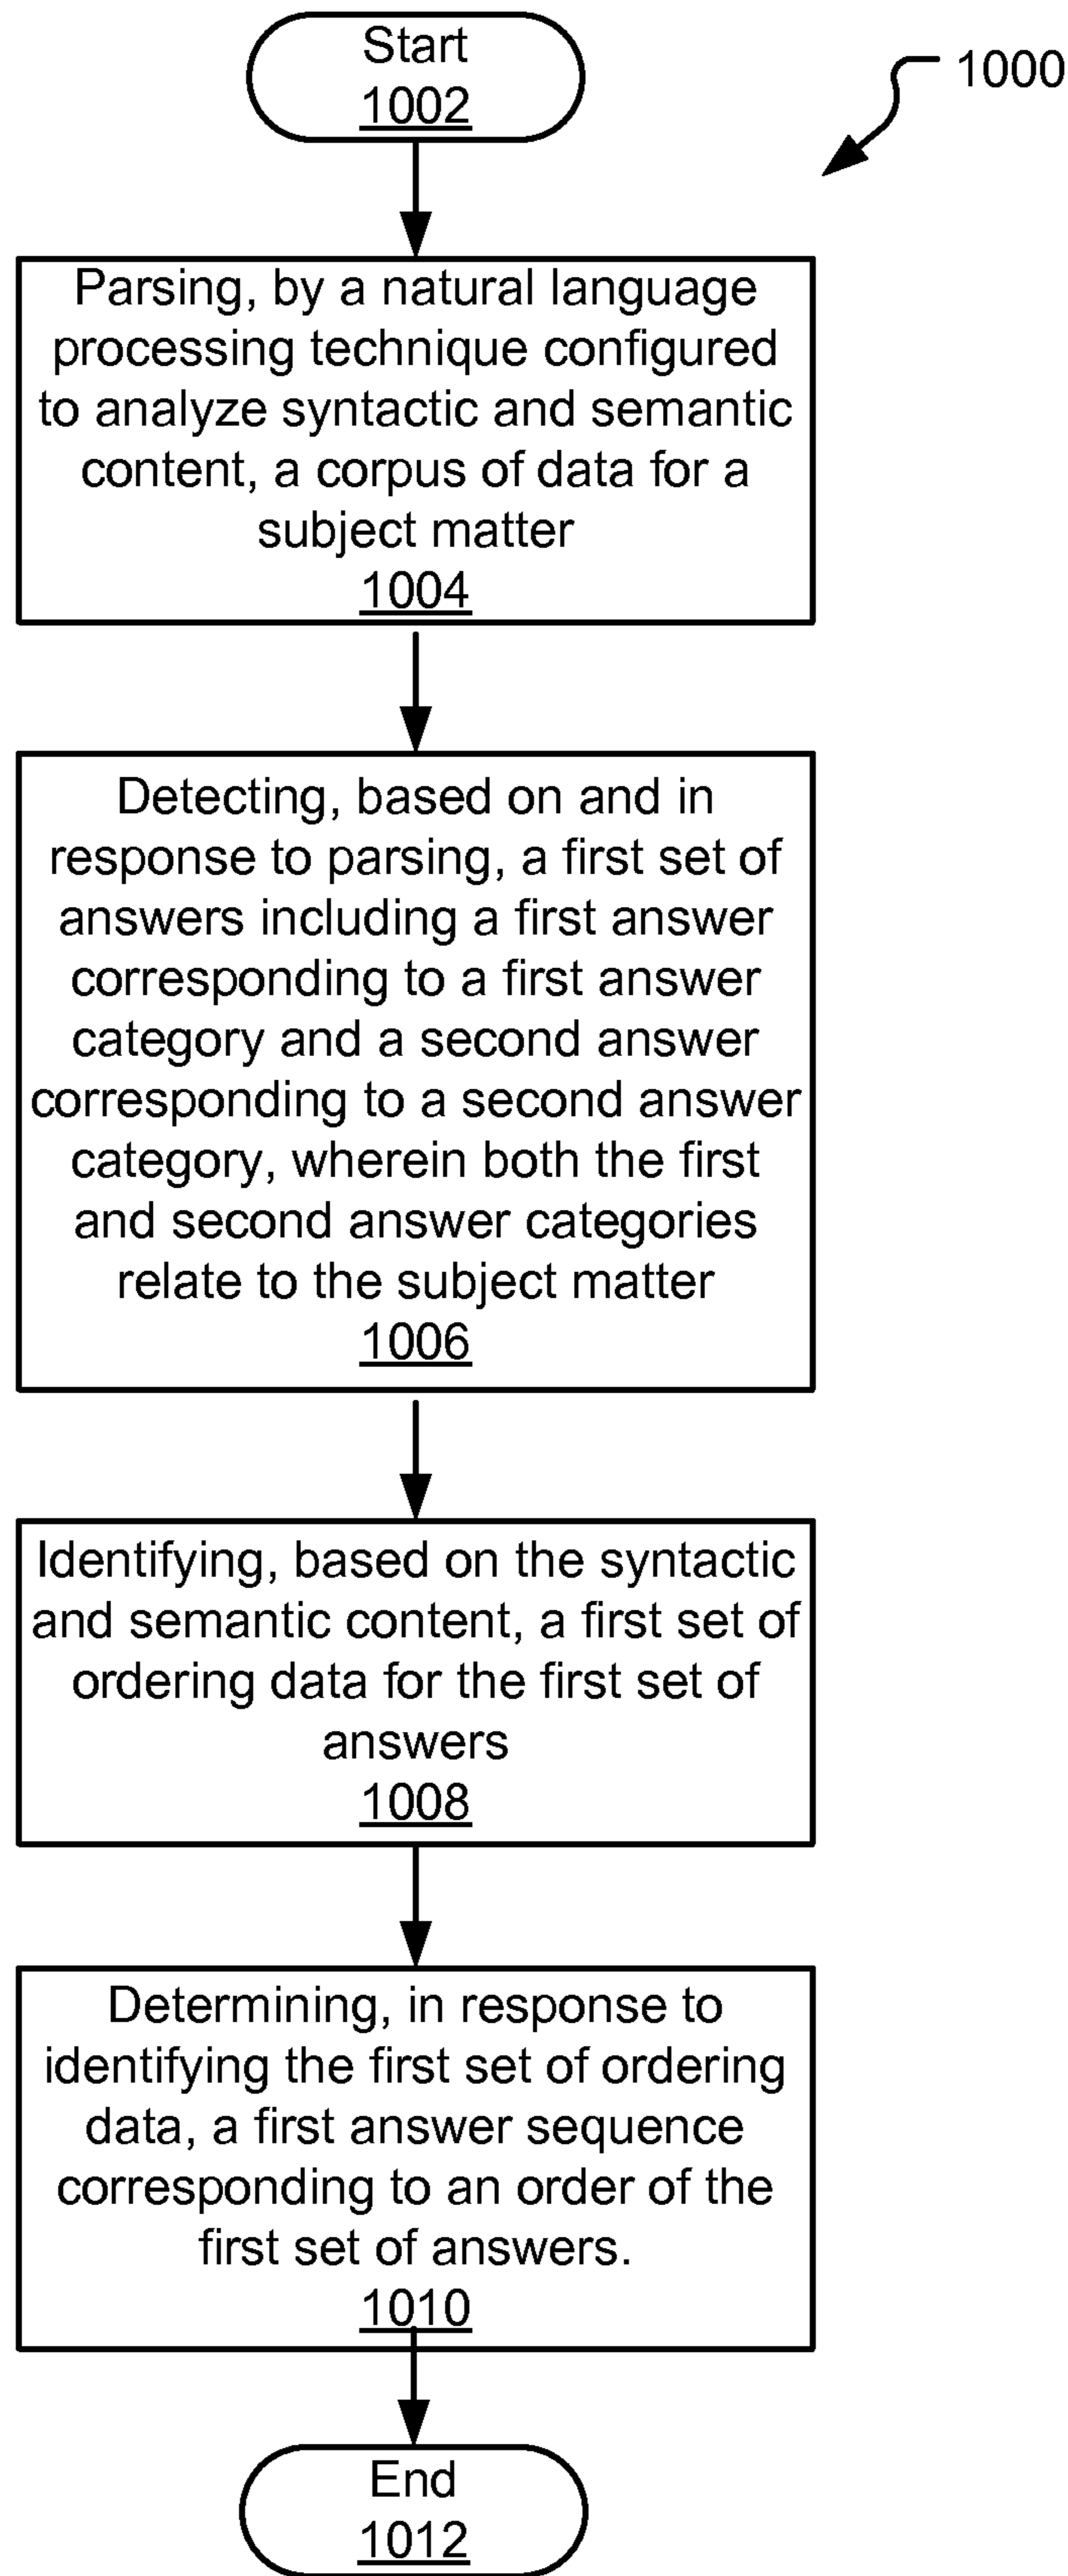 Start
1002
1000
Parsing, by a natural language
processing technique configured
to analyze syntactic and semantic
content, a corpus of data for a
subject matter
1004
Detecting, based on and in
response to parsing, a first set of
answers including a first answer
corresponding to a first answer
category and a second answer
corresponding to a second answer
category, wherein both the first
and second answer categories
relate to the subject matter
1006
Identifying, based on the syntactic
and semantic content, a first set of
ordering data for the first set of
answers
1008
Determining, in response to
identifying the first set of ordering
data, a first answer sequence
corresponding to an order of the
first set of answers.
1010
End
1012